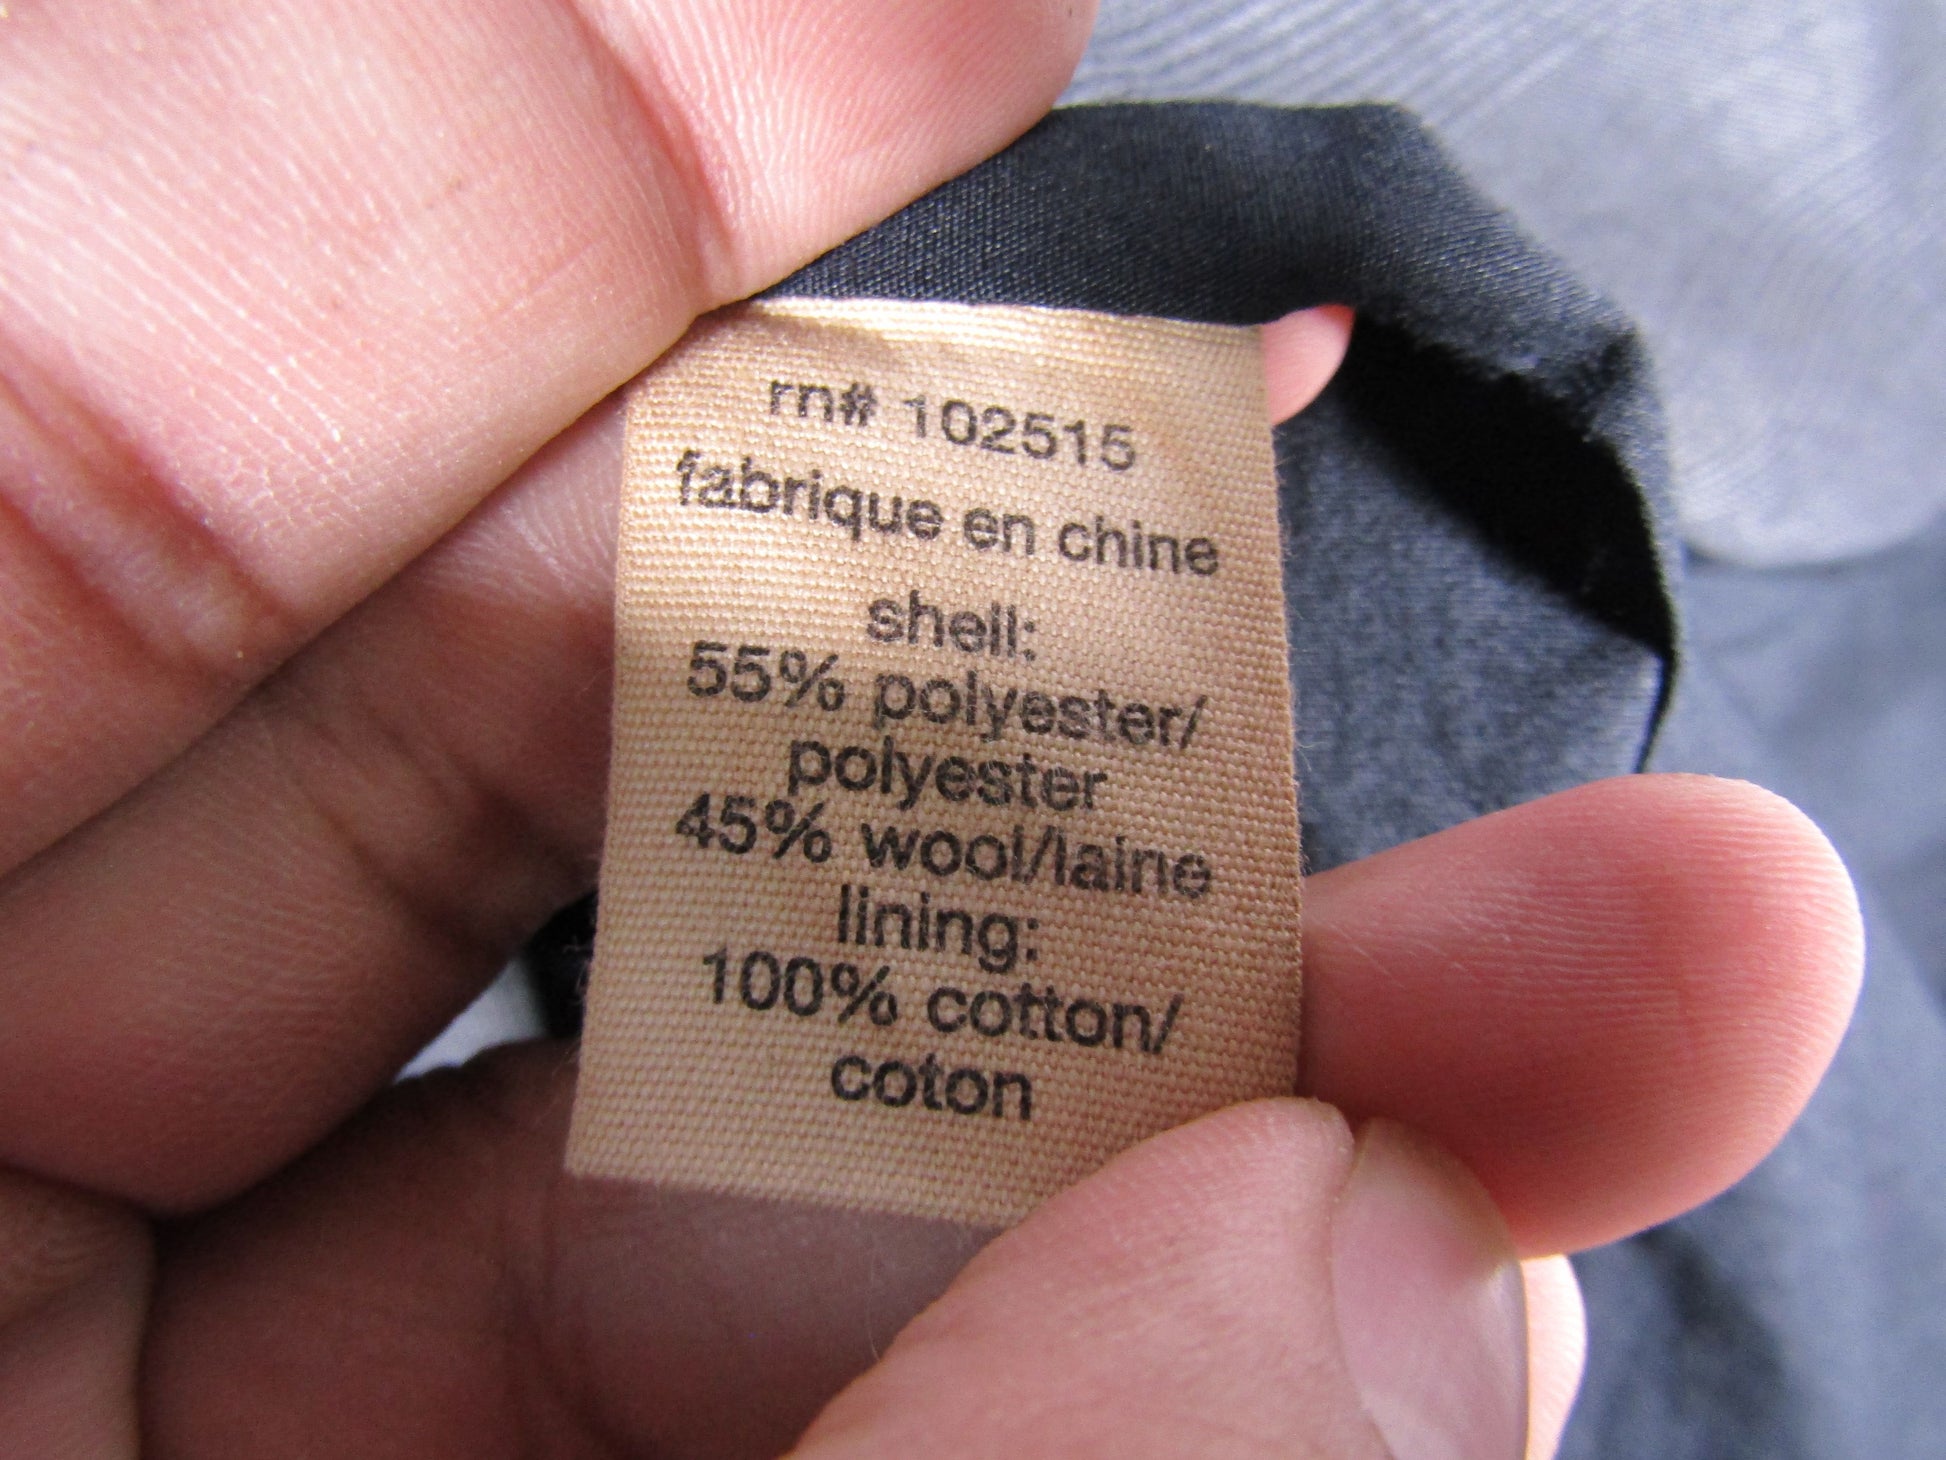 rn# 102515
fabrique en chine
shell:
55% polyester/
polyester
45% wool/laine
lining:
100% cotton/
coton